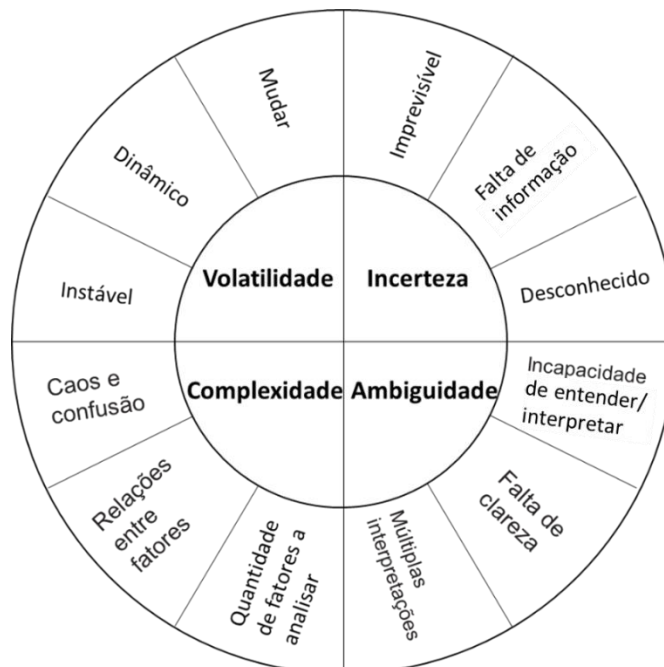 Mudar
Imprevisível
Dinâmico
Falta de
informação
Instável
Desconhecido
Volatilidade
Incerteza
Complexidade
Ambiguidade
Caos e
confusão
Incapacidade
de entender/
interpretar
Relações
entre
fatores
Falta de
clareza
Quantidade
de fatores a
analisar
Múltiplas
interpretações